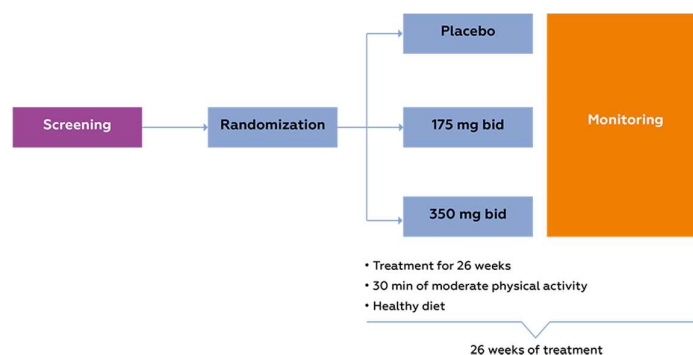 Screening
Randomization
Placebo
175 mg bid
350 mg bid
Monitoring
• Treatment for 26 weeks
• 30 min of moderate physical activity
• Healthy diet
26 weeks of treatment